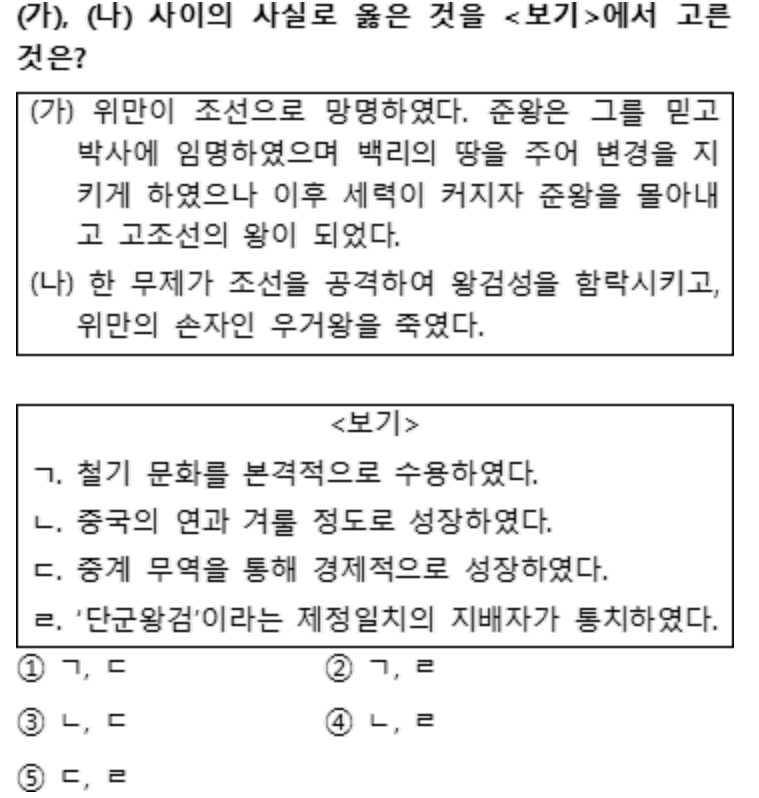 (가), (나) 사이의 사실로 옳은 것을 <보기>에서 고른
것은?
(가) 위만이 조선으로 망명하였다. 준왕은 그를 믿고
박사에 임명하였으며 백리의 땅을 주어 변경을 지
키게 하였으나 이후 세력이 커지자 준왕을 몰아내
고 고조선의 왕이 되었다.
(나) 한 무제가 조선을 공격하여 왕검성을 함락시키고,
위만의 손자인 우거왕을 죽였다.
<보기>
ㄱ. 철기 문화를 본격적으로 수용하였다.
ㄴ. 중국의 연과 겨룰 정도로 성장하였다.
ㄷ. 중계 무역을 통해 경제적으로 성장하였다.
ㄹ. '단군왕검'이라는 제정일치의 지배자가 통치하였다.
① ㄱ, ㄷ ② ㄱ, ㄹ
③ ㄴ, ㄷ ④ ㄴ, ㄹ
⑤ ㄷ, ㄹ